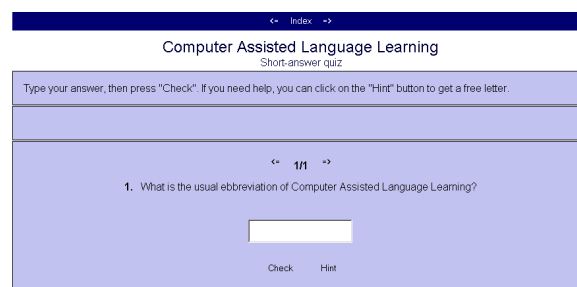 <= Index =>
Computer Assisted Language Learning
Short-answer quiz
Type your answer, then press "Check". If you need help, you can click on the "Hint" button to get a free letter.
<= 1/1 =>
1. What is the usual ebbreviation of Computer Assisted Language Learning?
Check Hint